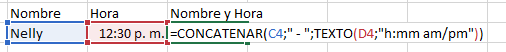 Nombre Hora Nombre y Hora
Nelly 12:30 p. m. =CONCATENAR(C4;" - ";TEXTO(D4;"h:mm am/pm"))